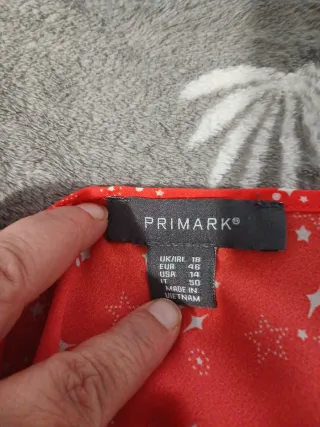 PRIMARK®
UK/IRL 18
EUR 46
USA 14
IT 50
MADE IN
VIETNAM